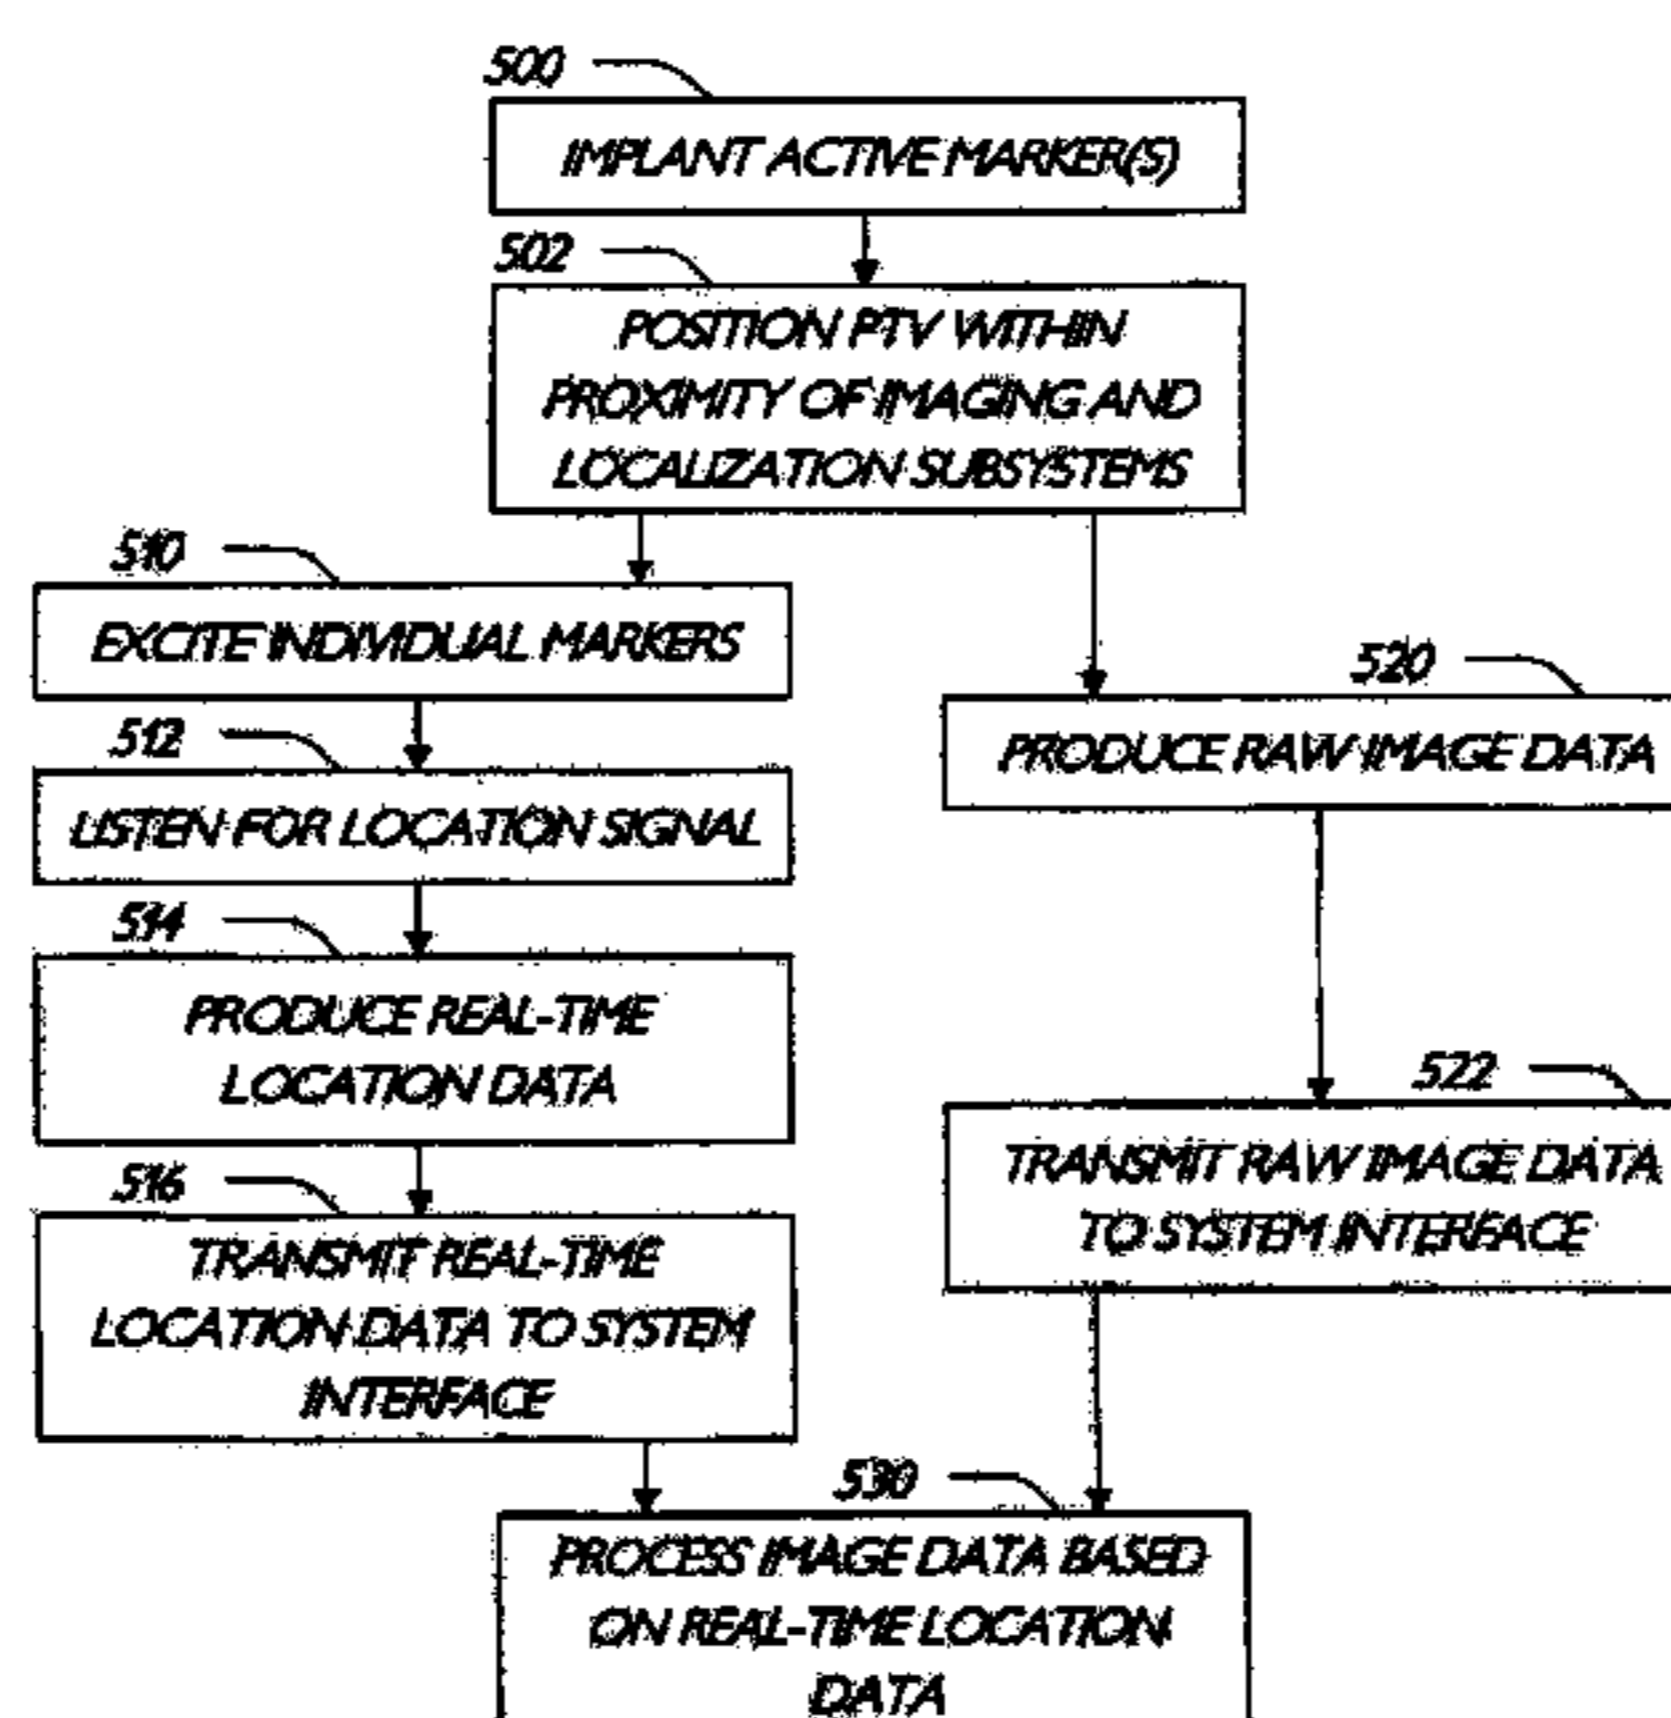 500
IMPLANT ACTIVE MARKER(S)
502
POSITION PTV WITHIN
PROXIMITY OF IMAGING AND
LOCALIZATION SUBSYSTEMS
510
EXCITE INDIVIDUAL MARKERS
512
LISTEN FOR LOCATION SIGNAL
514
PRODUCE REAL-TIME
LOCATION DATA
516
TRANSMIT REAL-TIME
LOCATION DATA TO SYSTEM
INTERFACE
520
PRODUCE RAW IMAGE DATA
522
TRANSMIT RAW IMAGE DATA
TO SYSTEM INTERFACE
530
PROCESS IMAGE DATA BASED
ON REAL-TIME LOCATION
DATA